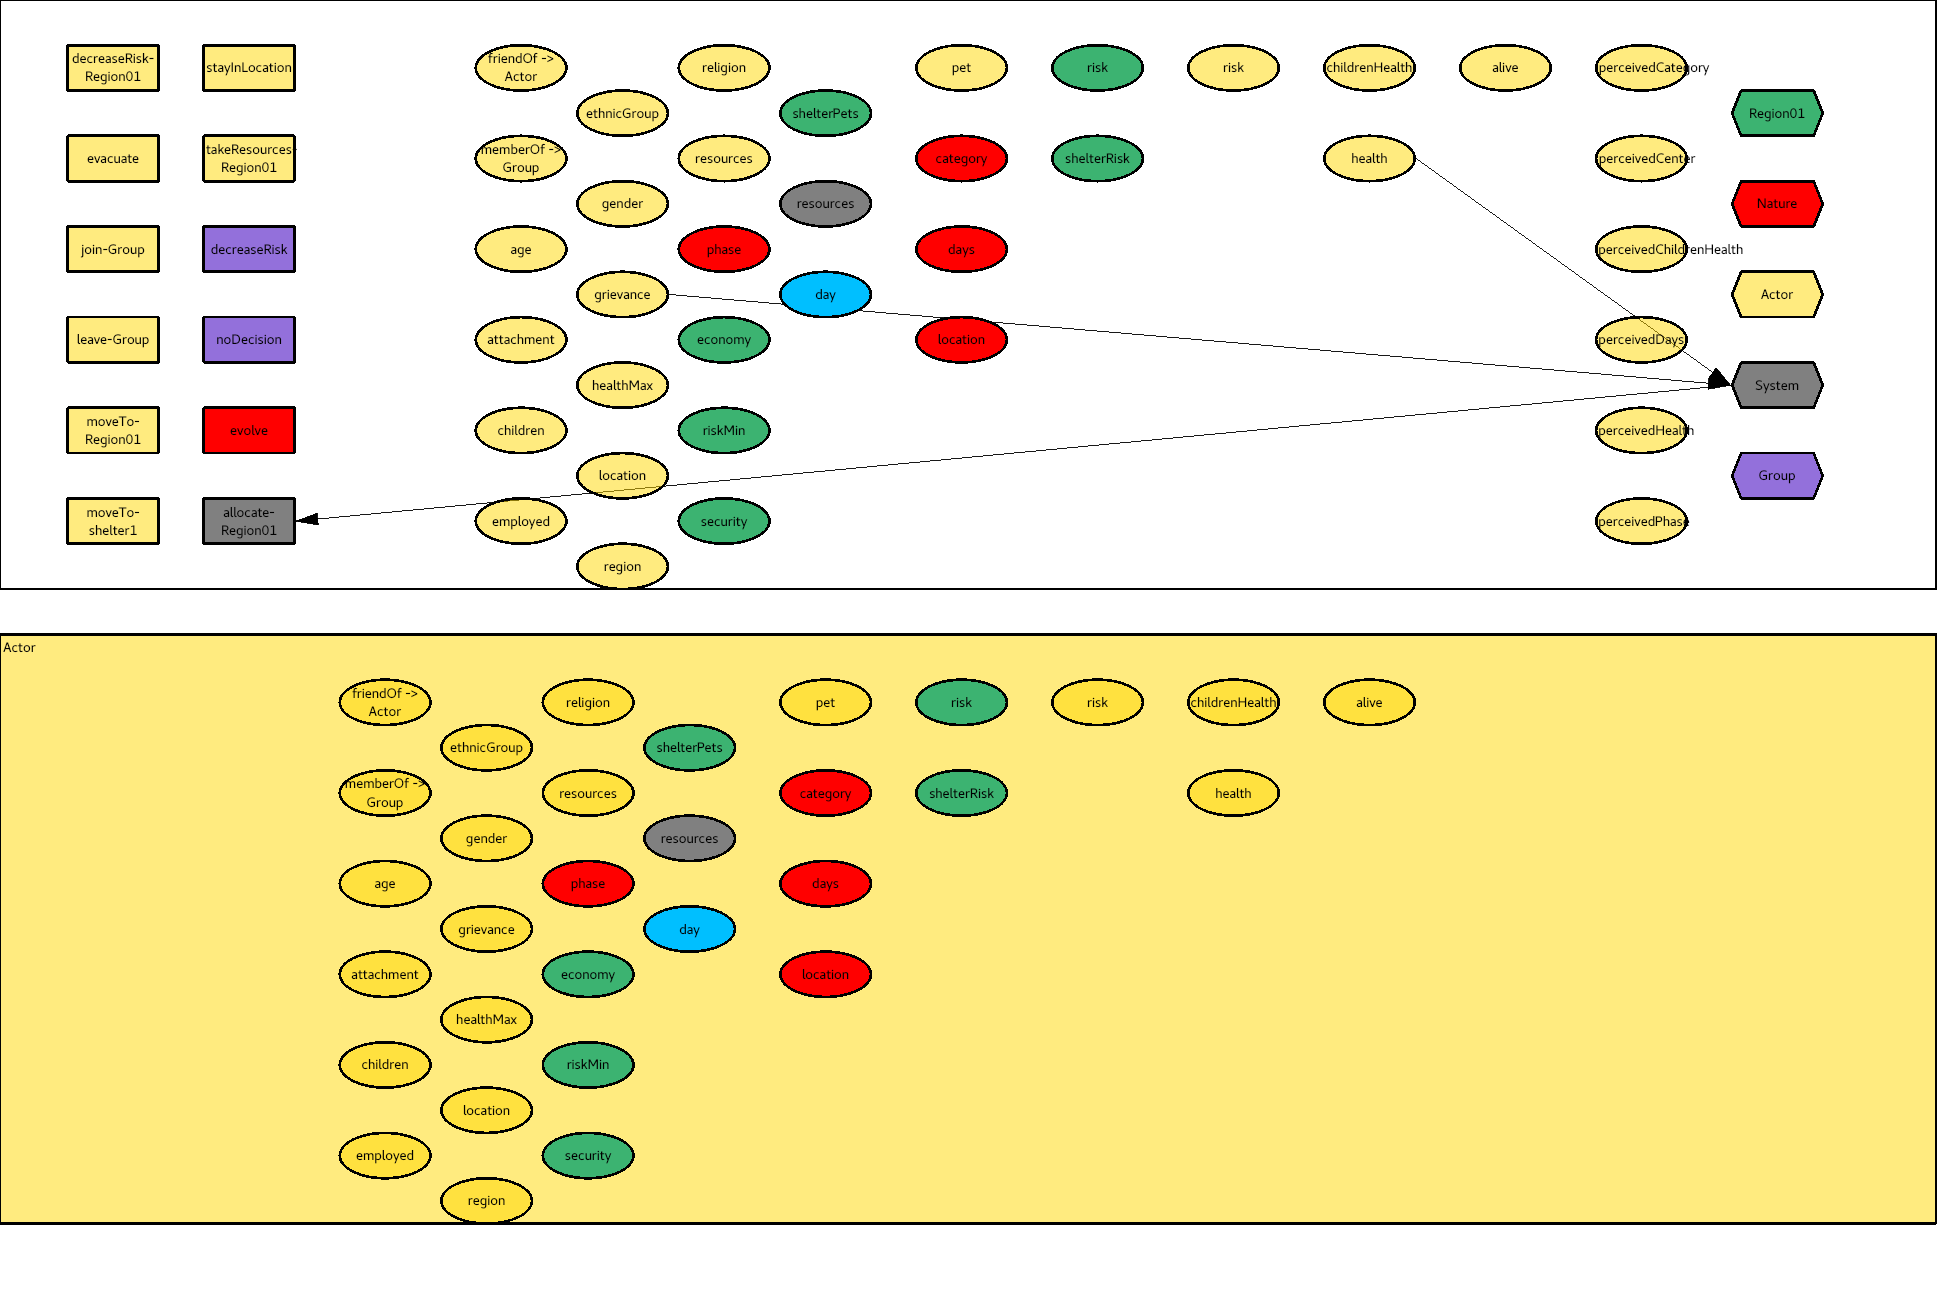 decreaseRisk-
Region01
stayInLocation
friendOf ->
Actor
religion
pet
risk
risk
childrenHealth
alive
perceivedCategory
ethnicGroup
shelterPets
Region01
evacuate
takeResources-
Region01
memberOf ->
Group
resources
category
shelterRisk
health
perceivedCenter
gender
resources
Nature
join-Group
decreaseRisk
age
phase
days
perceivedChildrenHealth
grievance
day
Actor
leave-Group
noDecision
attachment
economy
location
perceivedDays
healthMax
System
moveTo-
Region01
evolve
children
riskMin
perceivedHealth
location
Group
moveTo-
shelter1
allocate-
Region01
employed
security
perceivedPhase
region
Actor
friendOf ->
Actor
religion
pet
risk
risk
childrenHealth
alive
ethnicGroup
shelterPets
memberOf ->
Group
resources
category
shelterRisk
health
gender
resources
age
phase
days
grievance
day
attachment
economy
location
healthMax
children
riskMin
location
employed
security
region